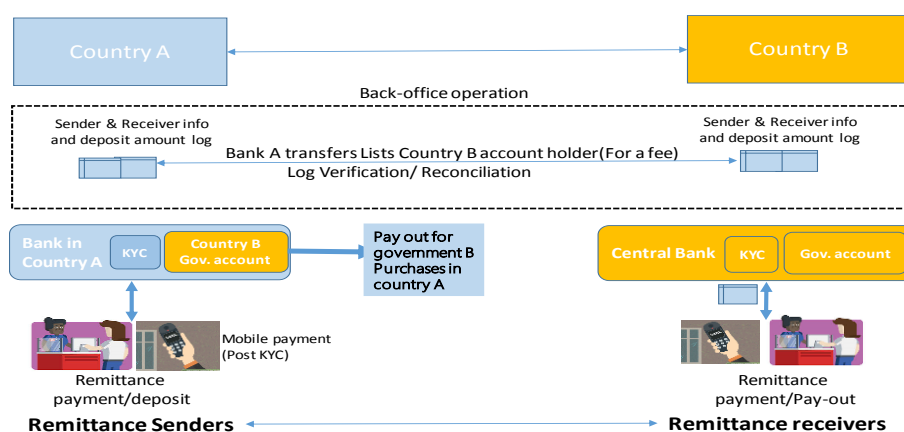 Country A
Country B
Back-office operation
Sender & Receiver info
and deposit amount log
Sender & Receiver info
and deposit amount log
Bank A transfers Lists Country B account holder(For a fee)
Log Verification/ Reconciliation
Bank in
Country A
KYC
Country B
Gov. account
Pay out for
government B
Purchases in
country A
Central Bank
KYC
Gov. account
Mobile payment
(Post KYC)
Remittance
payment/deposit
Remittance
payment/Pay-out
Remittance Senders
Remittance receivers